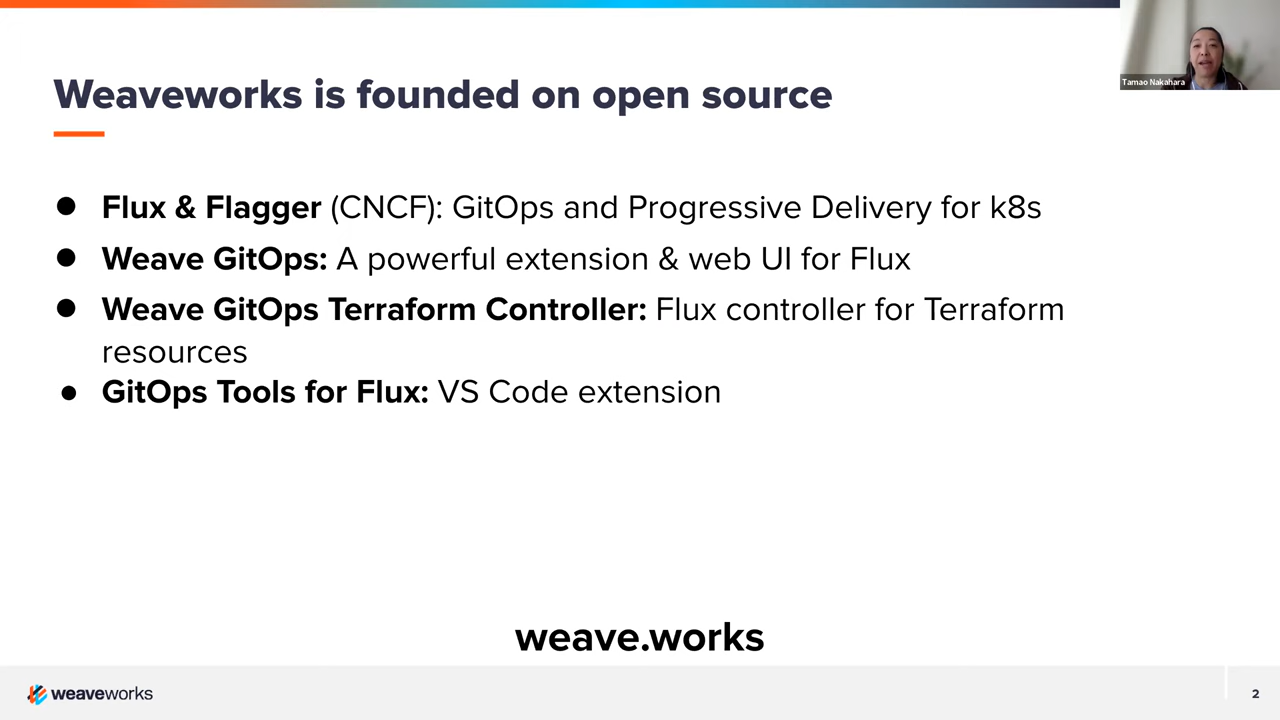 Tamao Nakahara
Weaveworks is founded on open source
● Flux & Flagger (CNCF): GitOps and Progressive Delivery for k8s
● Weave GitOps: A powerful extension & web UI for Flux
● Weave GitOps Terraform Controller: Flux controller for Terraform
resources
● GitOps Tools for Flux: VS Code extension
weave.works
weaveworks
2